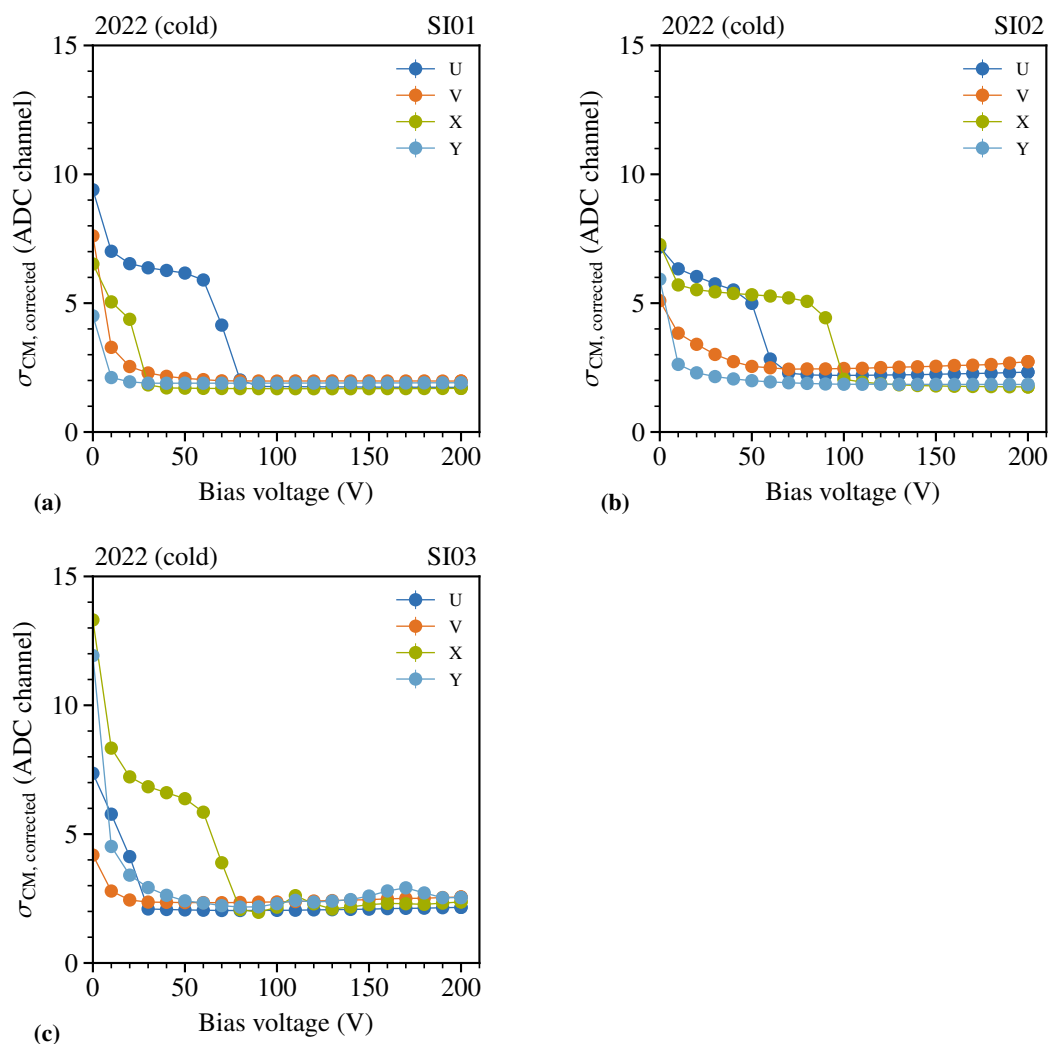 2022 (cold) SI01
15
10
5
0
σCM, corrected (ADC channel)
U
V
X
Y
0 50 100 150 200
Bias voltage (V)
(a)
2022 (cold) SI02
15
10
5
0
σCM, corrected (ADC channel)
U
V
X
Y
0 50 100 150 200
Bias voltage (V)
(b)
2022 (cold) SI03
15
10
5
0
σCM, corrected (ADC channel)
U
V
X
Y
0 50 100 150 200
Bias voltage (V)
(c)